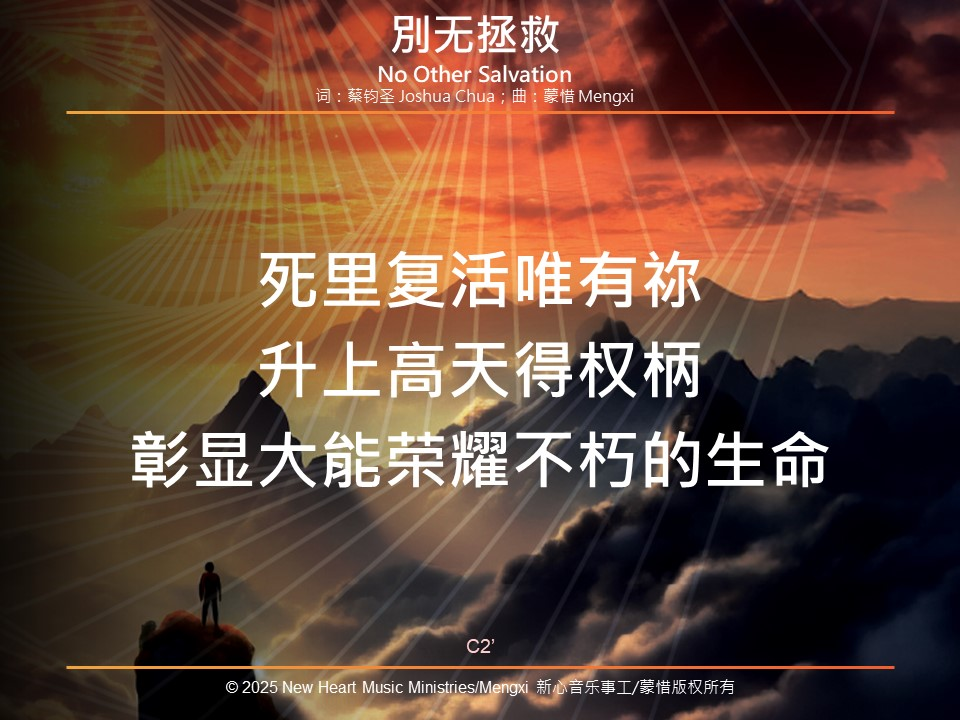 別无拯救
No Other Salvation
词：蔡钧圣 Joshua Chua；曲：蒙惜 Mengxi
死里复活唯有祢
升上高天得权柄
彰显大能荣耀不朽的生命
C2’
© 2025 New Heart Music Ministries/Mengxi 新心音乐事工/蒙惜版权所有